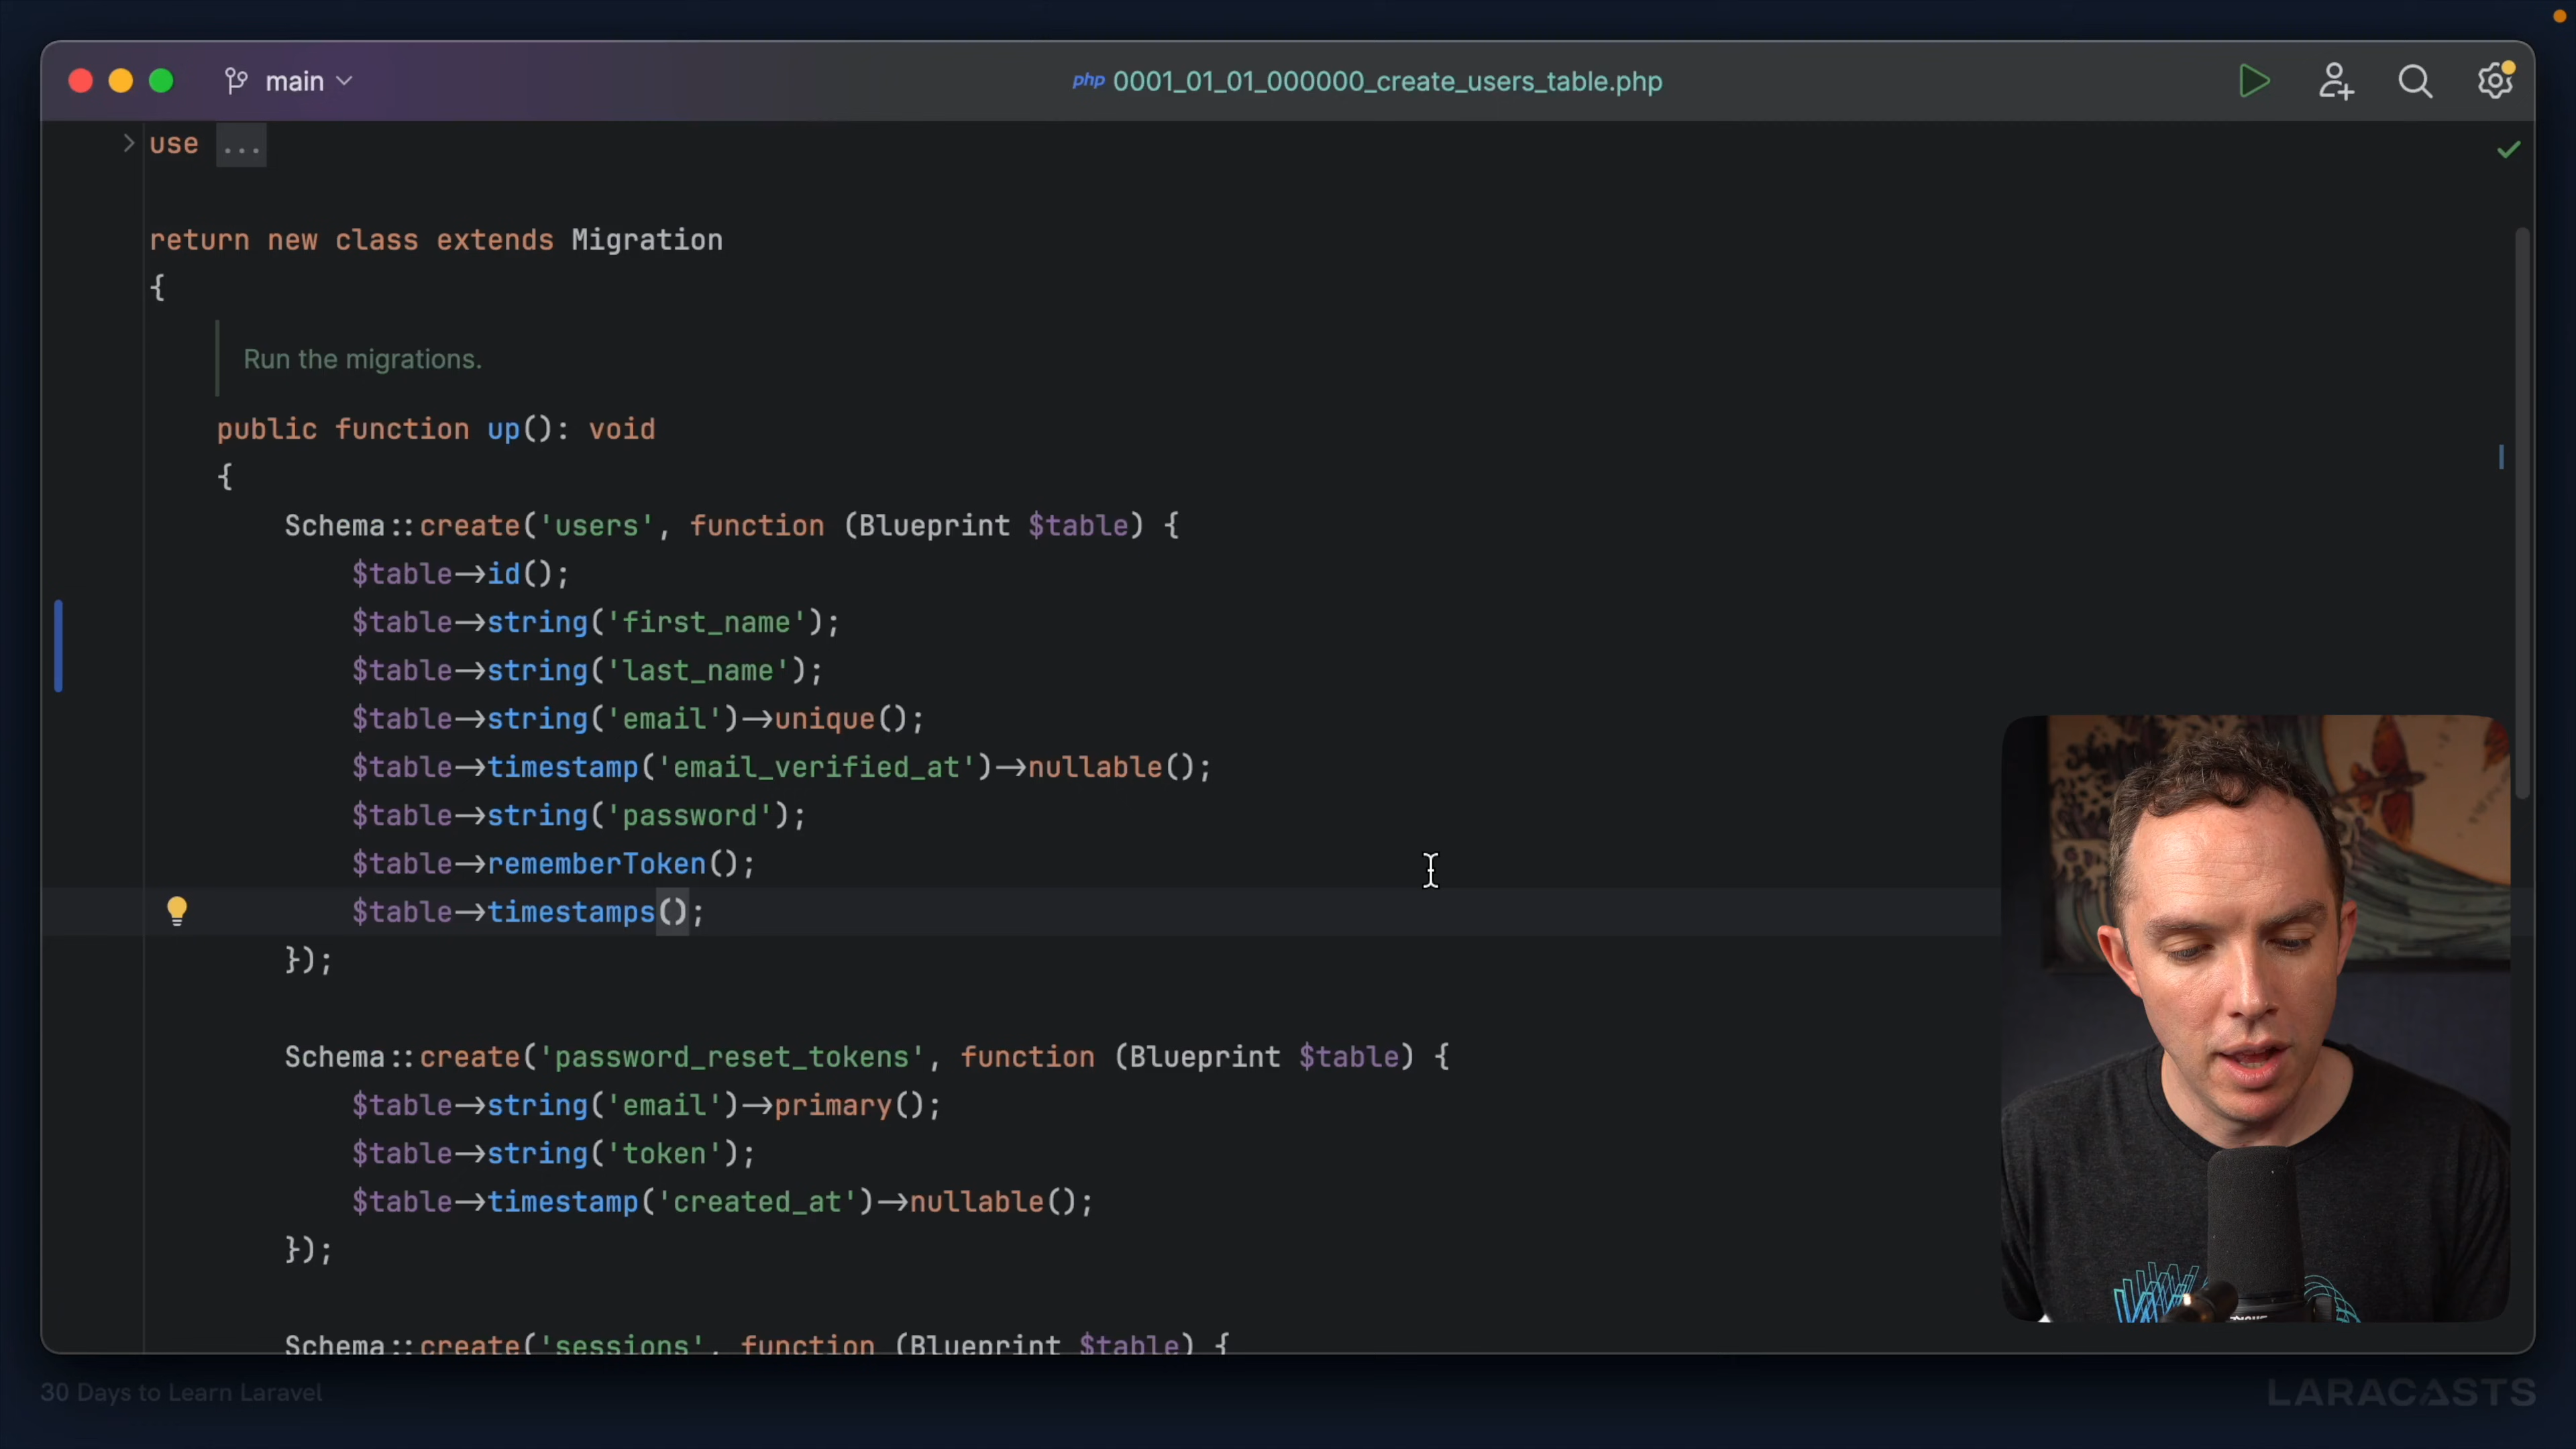 main
php 0001_01_01_000000_create_users_table.php
use ...
return new class extends Migration
{
Run the migrations.
public function up(): void
{
Schema::create('users', function (Blueprint $table) {
$table->id();
$table->string('first_name');
$table->string('last_name');
$table->string('email')->unique();
$table->timestamp('email_verified_at')->nullable();
$table->string('password');
$table->rememberToken();
$table->timestamps();
});
Schema::create('password_reset_tokens', function (Blueprint $table) {
$table->string('email')->primary();
$table->string('token');
$table->timestamp('created_at')->nullable();
});
Schema::create('sessions', function (Blueprint $table) {
30 Days to Learn Laravel
LARACASTS